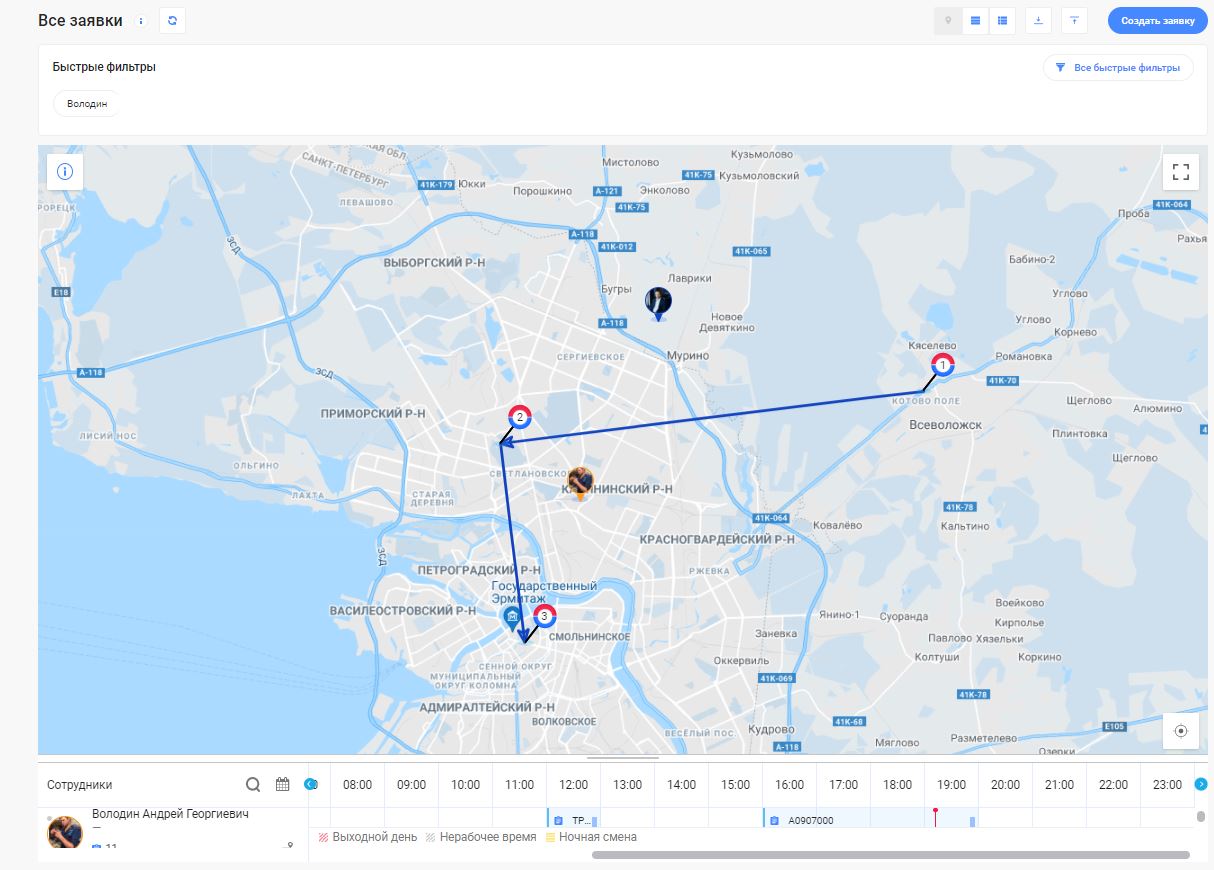 Все заявки
Создать заявку
Быстрые фильтры
Все быстрые фильтры
Володин
САНКТ-ПЕТЕРБУРГ
Мистолово
Кузьмолово
41К-179
Юкки
Порошкино
А-121
Энколово
41К-75
Кузьмоловский
ЛЕВАШОВО
41К-75
41К-064
Проба
Рахья
ЗСД
А-118
41К-012
41К-065
ВЫБОРГСКИЙ Р-Н
Бабино-2
Лаврики
Бугры
Е18
Углово
А-118
Новое
Девяткино
Углово
Корнево
Кяселево
СЕРГИЕВСКОЕ
Мурино
Романовка
1
А-118
ЗСД
41К-70
КОТОВО ПОЛЕ
Щеглово
Алюмино
ПРИМОРСКИЙ Р-Н
2
Всеволожск
ЛИСИЙ НОС
Плинтовка
ОЛЬГИНО
Щеглово
СВЕТЛАНОВСКОЕ
КАЛИНИНСКИЙ Р-Н
ЛАХТА
СТАРАЯ
ДЕРЕВНЯ
41К-78
41К-064
Ковалёво
Кальтино
КРАСНОГВАРДЕЙСКИЙ Р-Н
ЗСД
ПЕТРОГРАДСКИЙ Р-Н
РЖЕВКА
Государственный
Эрмитаж
ВАСИЛЕОСТРОВСКИЙ Р-Н
3
Янино-1
Суоранда
Воейково
Кирполье
СМОЛЬНИНСКОЕ
Заневка
Павлово
Хязельки
Колтуши
Коркино
СЕННОЙ ОКРУГ
Оккервиль
МУНИЦИПАЛЬНЫЙ
ОКРУГ КОЛОМНА
41К-069
41К-78
АДМИРАЛТЕЙСКИЙ Р-Н
ВОЛКОВСКОЕ
41К-68
Е105
ВЕСЁЛЫЙ ПОС.
Кудрово
А-118
Мяглово
Разметелево
Озерки
Сотрудники
08:00 09:00 10:00 11:00 12:00 13:00 14:00 15:00 16:00 17:00 18:00 19:00 20:00 21:00 22:00 23:00
Володин Андрей Георгиевич
—
11
ТР...
А0907000
Выходной день Нерабочее время Ночная смена